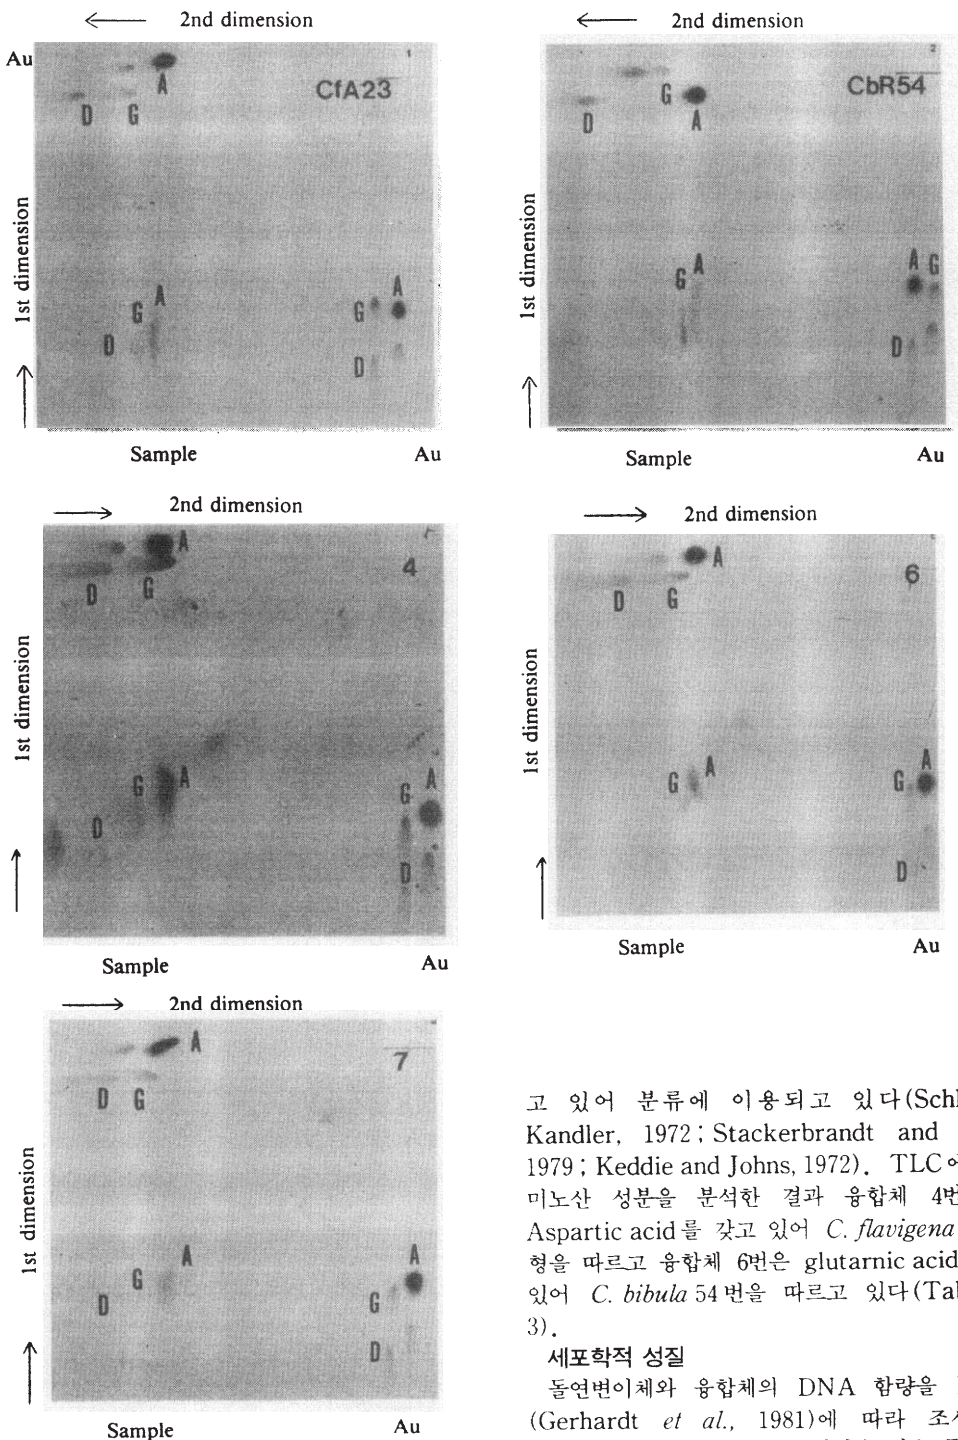 ← 2nd dimension
Au
1
CfA23
A
D G
1st dimension
A
G
D
A
G
D
Sample Au
← 2nd dimension
2
CbR54
G
D
A
1st dimension
A
G
A G
D
Sample Au
→ 2nd dimension
A
4
D G
1st dimension
G A
D
A
G
D
Sample Au
→ 2nd dimension
A
6
D G
1st dimension
G A
A
G
D
Sample Au
→ 2nd dimension
A
7
D G
1st dimension
A
G
D
A
G
D
Sample Au
고 있어 분류에 이용되고 있다(Schl
Kandler, 1972 ; Stackerbrandt and
1979 ; Keddie and Johns, 1972). TLC에
미노산 성분을 분석한 결과 융합체 4번
Aspartic acid를 갖고 있어 C. flavigena
형을 따르고 융합체 6번은 glutarnic acid
있어 C. bibula 54번을 따르고 있다(Tab
3).
세포학적 성질
돌연변이체와 융합체의 DNA 함량을
(Gerhardt et al., 1981)에 따라 조사